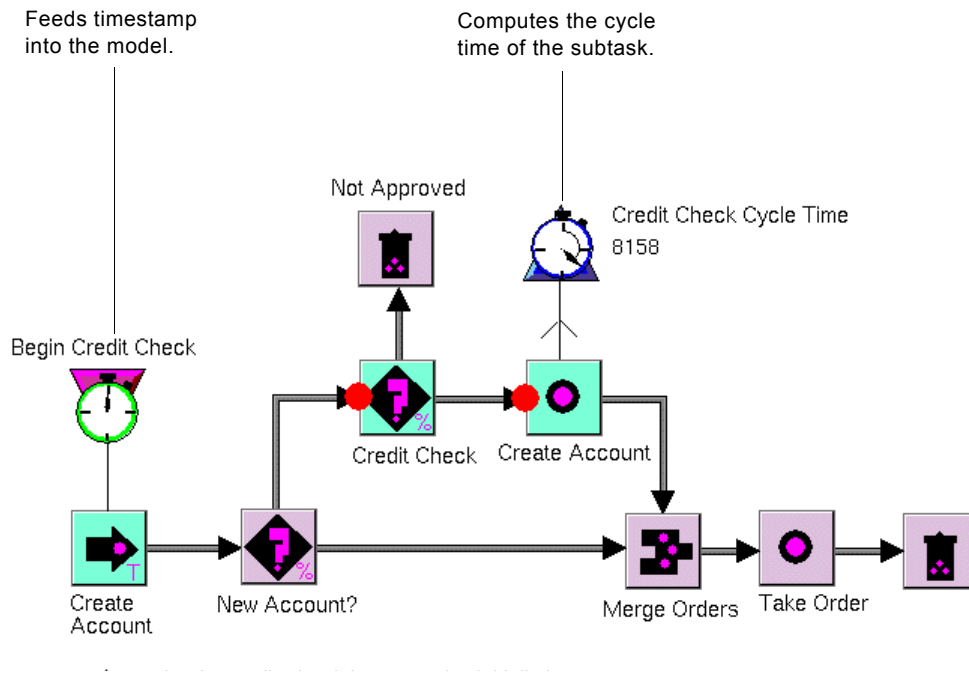 Feeds timestamp
into the model.
Computes the cycle
time of the subtask.
Not Approved
Credit Check Cycle Time
8158
Begin Credit Check
%
Credit Check
Create Account
T
Create
Account
%
New Account?
Merge Orders
Take Order